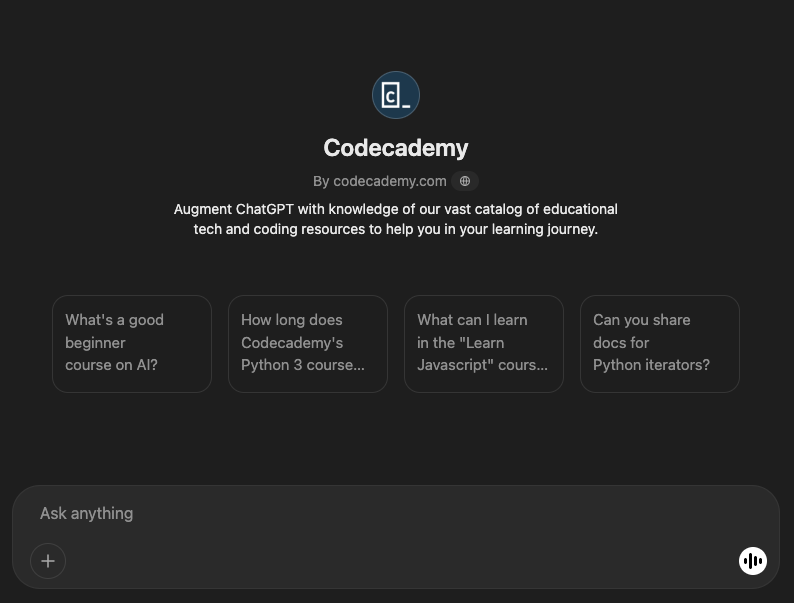 C_
Codecademy
By codecademy.com
Augment ChatGPT with knowledge of our vast catalog of educational
tech and coding resources to help you in your learning journey.
What's a good
beginner
course on AI?
How long does
Codecademy's
Python 3 course...
What can I learn
in the "Learn
Javascript" cours...
Can you share
docs for
Python iterators?
Ask anything